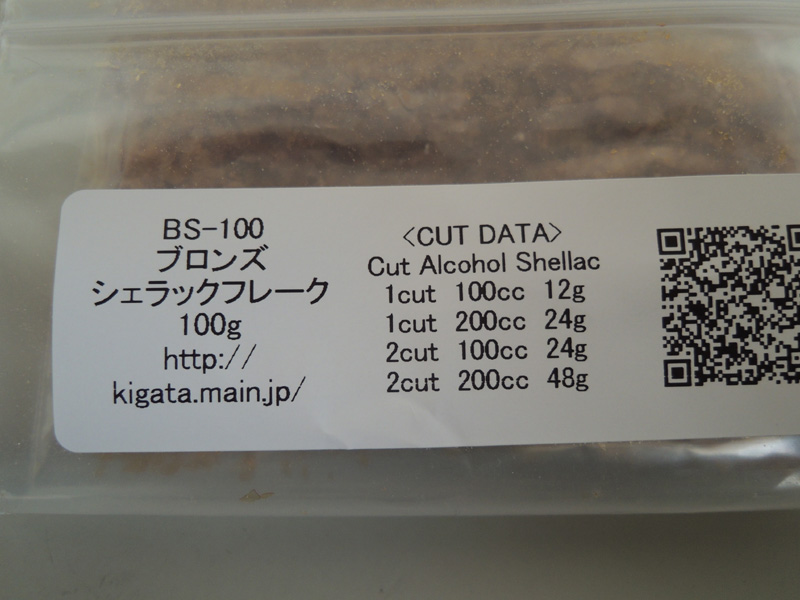 BS-100
ブロンズ
シェラックフレーク
100g
http://
kigata.main.jp/
<CUT DATA>
Cut Alcohol Shellac
1cut 100cc 12g
1cut 200cc 24g
2cut 100cc 24g
2cut 200cc 48g